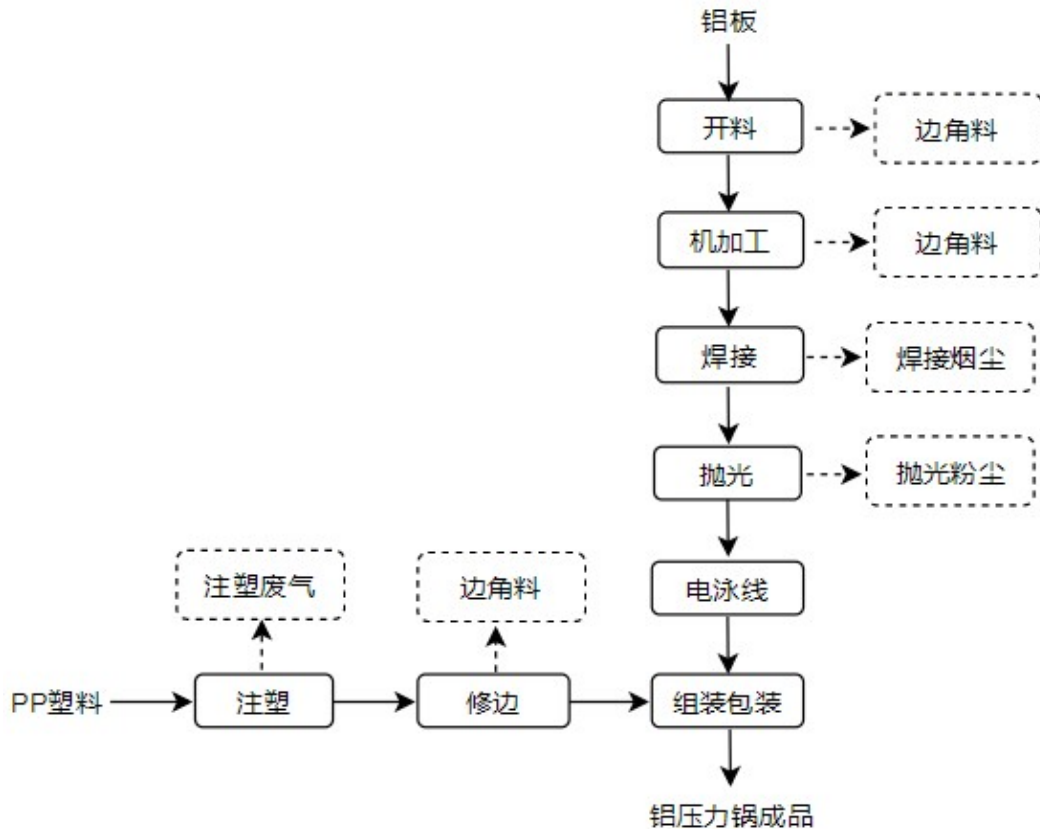 铝板
开料
边角料
机加工
边角料
焊接
焊接烟尘
抛光
抛光粉尘
注塑废气
边角料
电泳线
PP塑料
注塑
修边
组装包装
铝压力锅成品